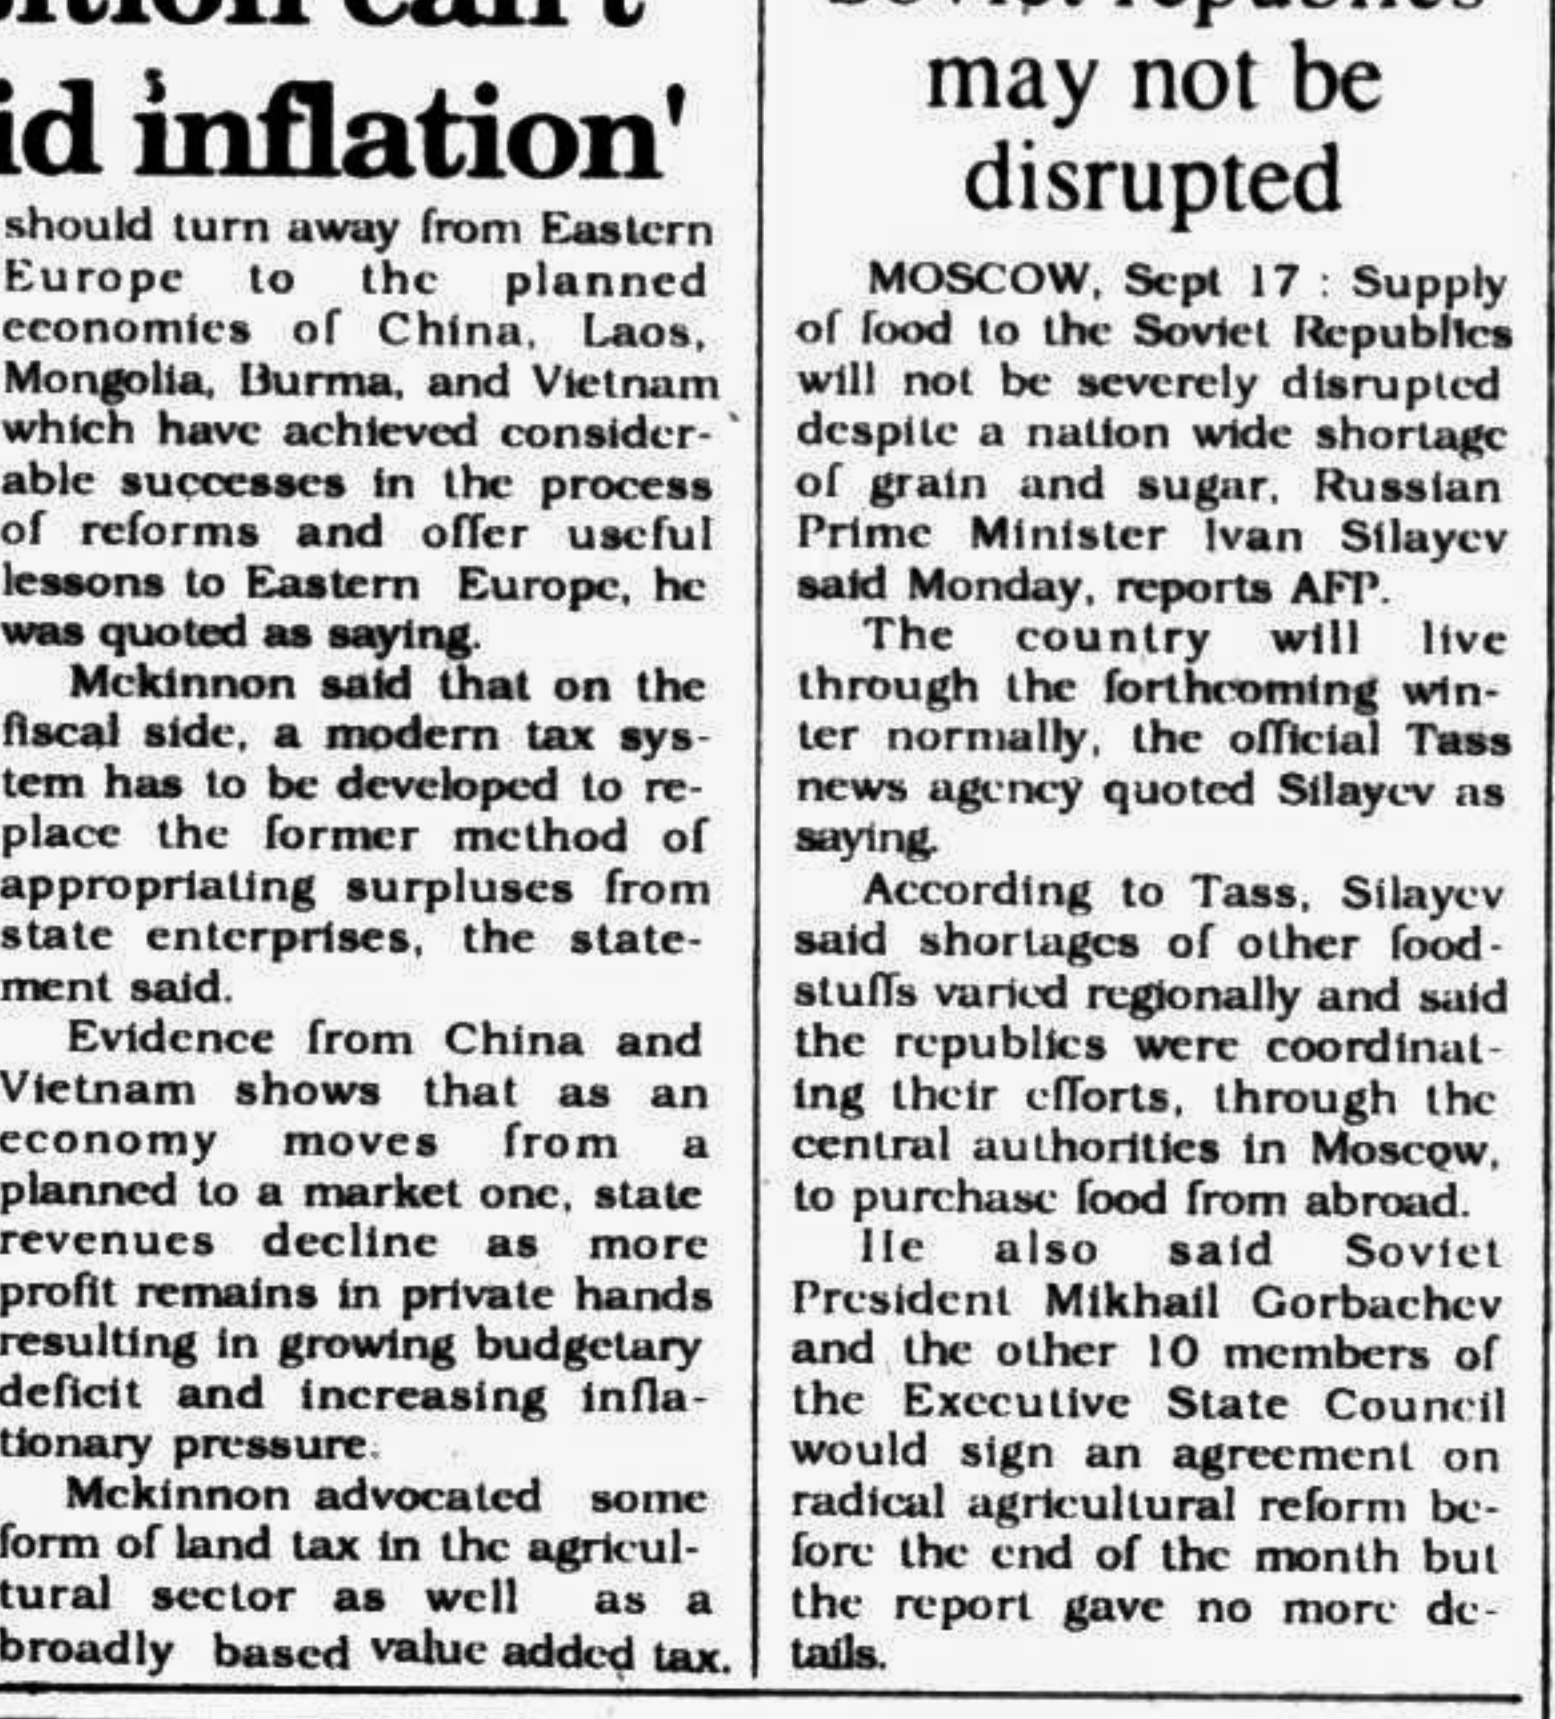 can't
id inflation'
should turn away from Eastern
Europe to the planned
economies of China, Laos,
Mongolia, Burma, and Vietnam
which have achieved consider-
able successes in the process
of reforms and offer useful
lessons to Eastern Europe, he
was quoted as saying.
Mckinnon said that on the
fiscal side, a modern tax sys-
tem has to be developed to re-
place the former method of
appropriating surpluses from
state enterprises, the state-
ment said.
Evidence from China and
Vietnam shows that as an
economy moves from a
planned to a market one, state
revenues decline as more
profit remains in private hands
resulting in growing budgetary
deficit and increasing infla-
tionary pressure.
Mckinnon advocated some
form of land tax in the agricul-
tural sector as well as a
broadly based value added tax.
Soviet republics
may not be
disrupted
MOSCOW, Sept 17 : Supply
of food to the Soviet Republics
will not be severely disrupted
despite a nation wide shortage
of grain and sugar, Russian
Prime Minister Ivan Silayev
said Monday, reports AFP.
The country will live
through the forthcoming win-
ter normally, the official Tass
news agency quoted Silayev as
saying.
According to Tass, Silayev
said shortages of other food-
stuffs varied regionally and said
the republics were coordinat-
ing their efforts, through the
central authorities in Moscow,
to purchase food from abroad.
He also said Soviet
President Mikhail Gorbachev
and the other 10 members of
the Executive State Council
would sign an agreement on
radical agricultural reform be-
fore the end of the month but
the report gave no more de-
tails.